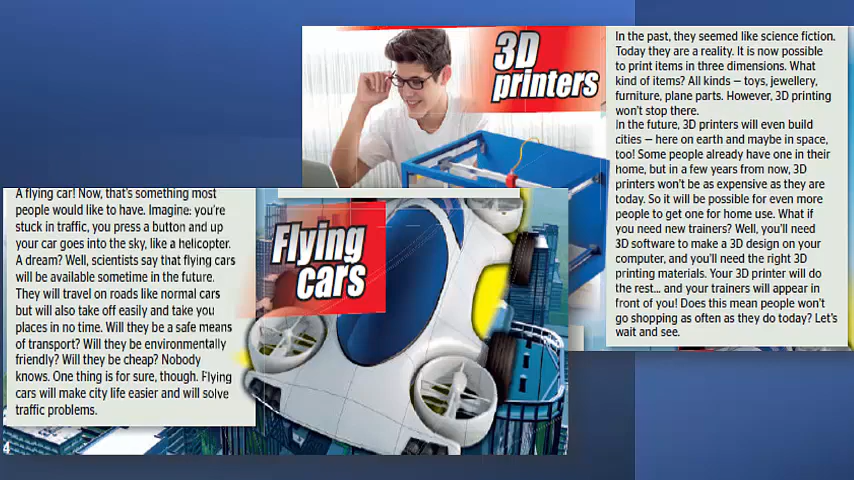 3D
printers
In the past, they seemed like science fiction.
Today they are a reality. It is now possible
to print items in three dimensions. What
kind of items? All kinds – toys, jewellery,
furniture, plane parts. However, 3D printing
won't stop there.
In the future, 3D printers will even build
cities – here on earth and maybe in space,
too! Some people already have one in their
home, but in a few years from now, 3D
printers won't be as expensive as they are
today. So it will be possible for even more
people to get one for home use. What if
you need new trainers? Well, you'll need
3D software to make a 3D design on your
computer, and you'll need the right 3D
printing materials. Your 3D printer will do
the rest... and your trainers will appear in
front of you! Does this mean people won't
go shopping as often as they do today? Let's
wait and see.
A flying car! Now, that's something most
people would like to have. Imagine: you're
stuck in traffic, you press a button and up
your car goes into the sky, like a helicopter.
A dream? Well, scientists say that flying cars
will be available sometime in the future.
They will travel on roads like normal cars
but will also take off easily and take you
places in no time. Will they be a safe means
of transport? Will they be environmentally
friendly? Will they be cheap? Nobody
knows. One thing is for sure, though. Flying
cars will make city life easier and will solve
traffic problems.
Flying
cars
4